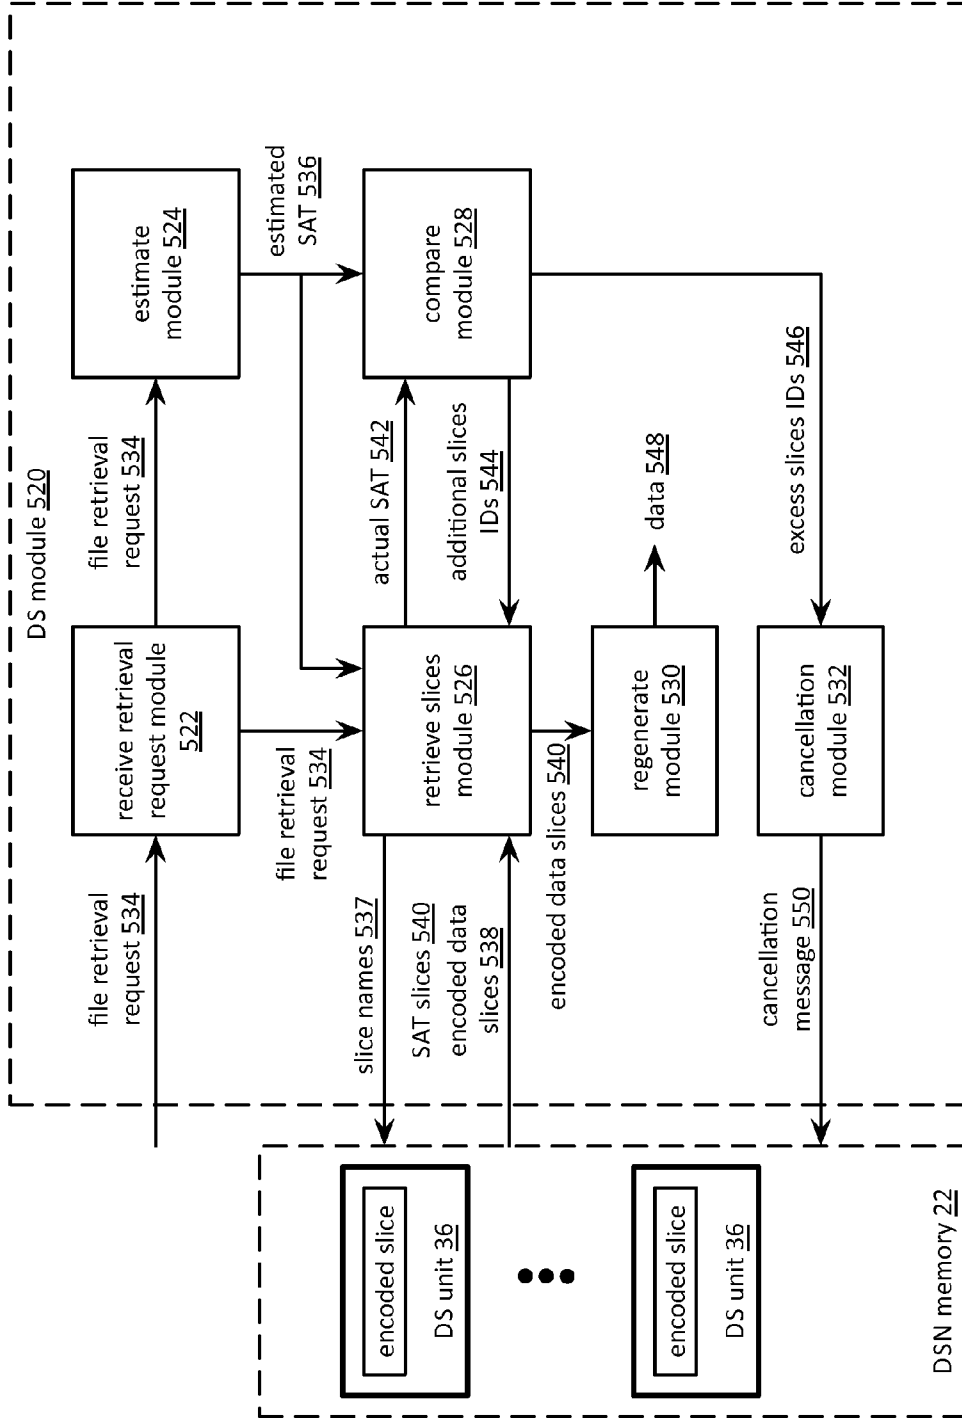 DS module 520
file retrieval
request 534
receive retrieval
request module
522
file retrieval
request 534
estimate
module 524
file retrieval
request 534
estimated
SAT 536
slice names 537
SAT slices 540
encoded data
slices 538
retrieve slices
module 526
actual SAT 542
additional slices
IDs 544
compare
module 528
encoded data slices 540
regenerate
module 530
data 548
excess slices IDs 546
cancellation
module 532
cancellation
message 550
encoded slice
DS unit 36
encoded slice
DS unit 36
DSN memory 22